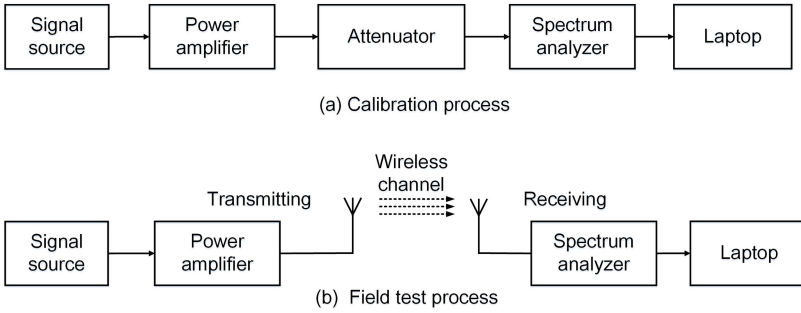 Signal
source
Power
amplifier
Attenuator
Spectrum
analyzer
Laptop
(a) Calibration process
Wireless
channel
Transmitting
Receiving
Signal
source
Power
amplifier
Spectrum
analyzer
Laptop
(b) Field test process